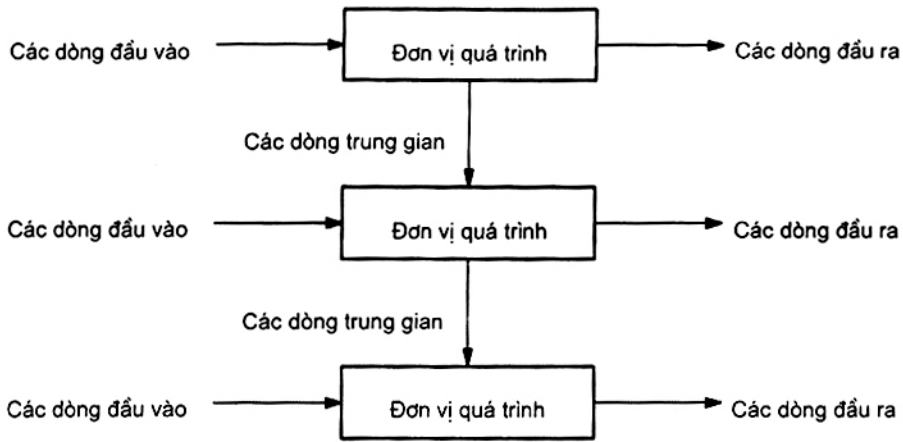 Các dòng đầu vào
Đơn vị quá trình
Các dòng đầu ra
Các dòng trung gian
Các dòng đầu vào
Đơn vị quá trình
Các dòng đầu ra
Các dòng trung gian
Các dòng đầu vào
Đơn vị quá trình
Các dòng đầu ra